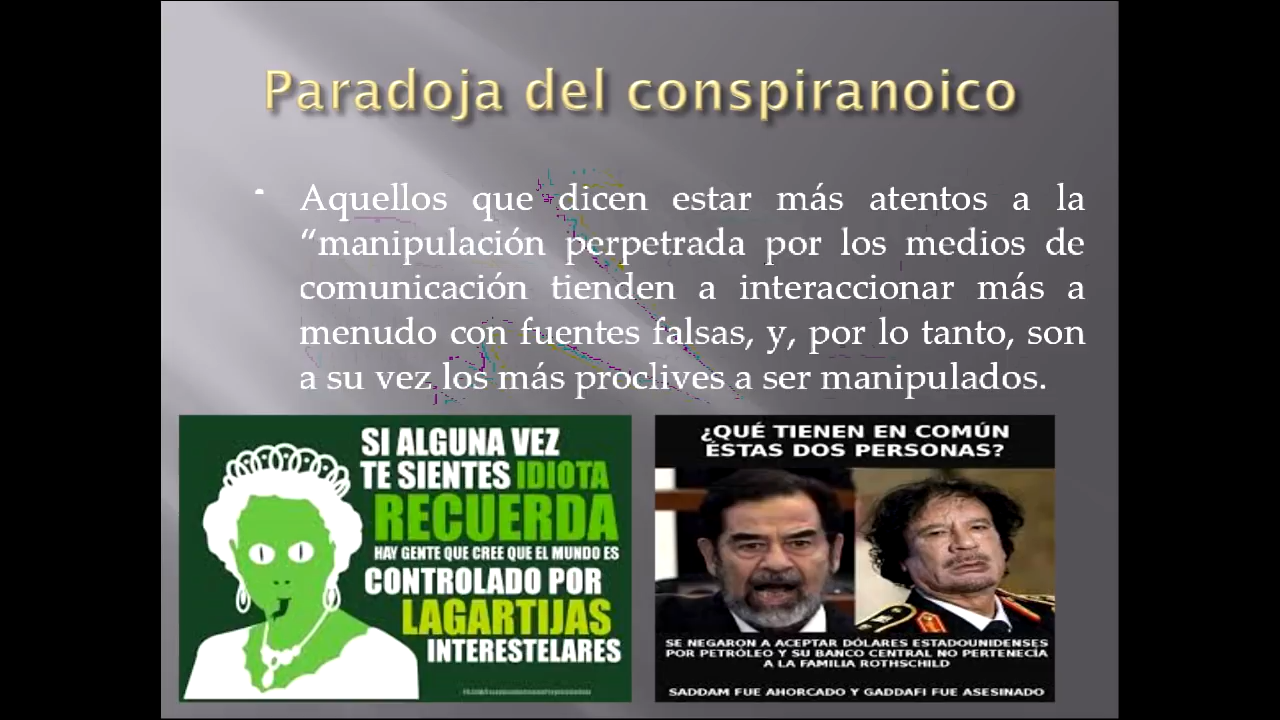 Paradoja del conspiranoico
• Aquellos que dicen estar más atentos a la
“manipulación perpetrada por los medios de
comunicación tienden a interaccionar más a
menudo con fuentes falsas, y, por lo tanto, son
a su vez los más proclives a ser manipulados.
SI ALGUNA VEZ
TE SIENTES IDIOTA
RECUERDA
HAY GENTE QUE CREE QUE EL MUNDO ES
CONTROLADO POR
LAGARTIJAS
INTERESTELARES
¿QUÉ TIENEN EN COMÚN
ÉSTAS DOS PERSONAS?
SE NEGARON A ACEPTAR DÓLARES ESTADOUNIDENSES
POR PETRÓLEO Y SU BANCO CENTRAL NO PERTENECÍA
A LA FAMILIA ROTHSCHILD
SADDAM FUE AHORCADO Y GADDAFI FUE ASESINADO